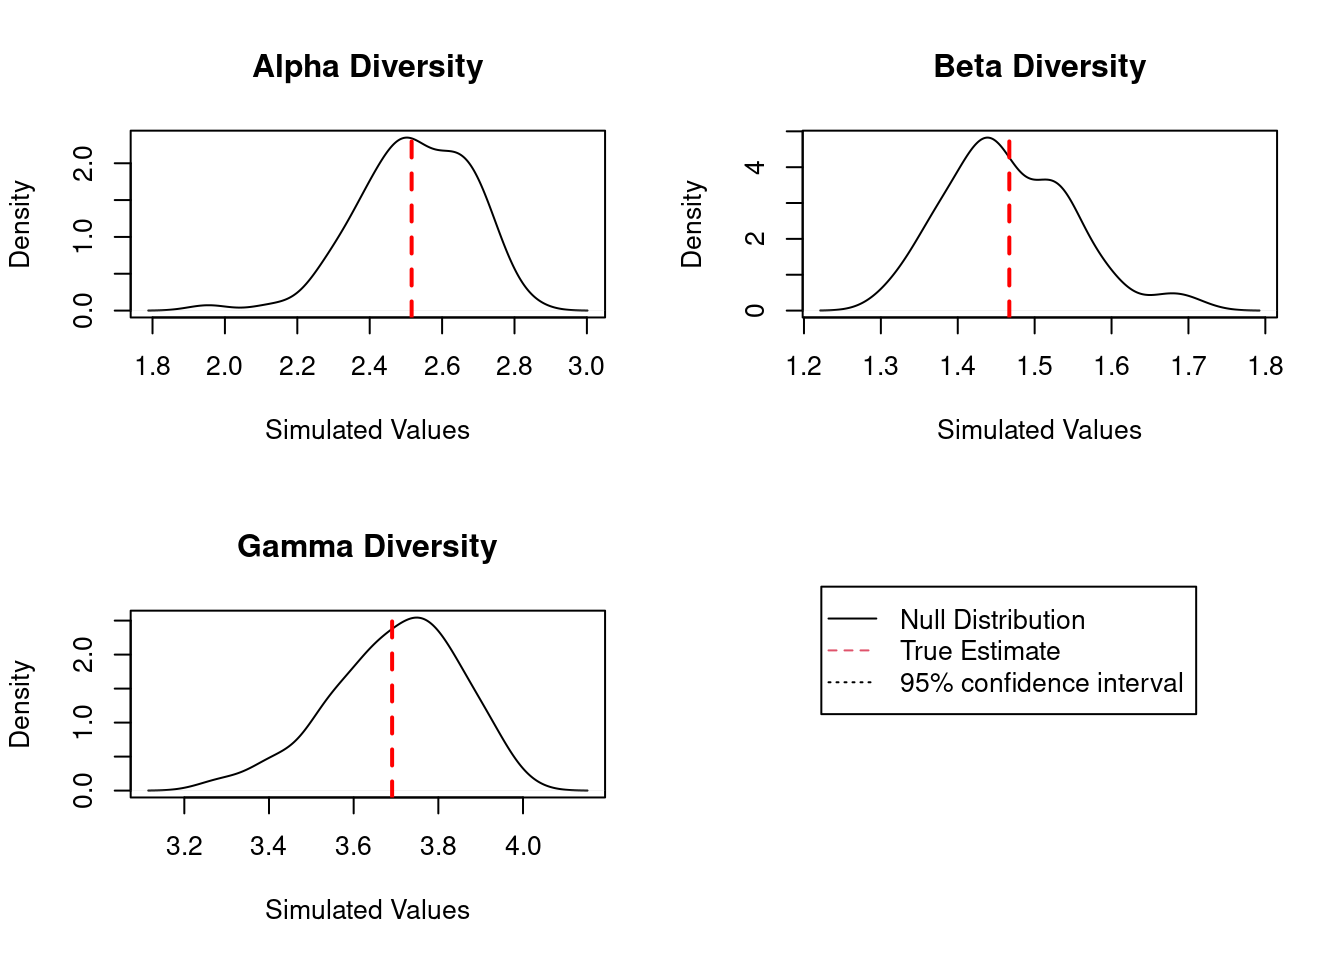 Alpha Diversity
Density
0.0 1.0 2.0
1.8 2.0 2.2 2.4 2.6 2.8 3.0
Simulated Values
Beta Diversity
Density
0 2 4
1.2 1.3 1.4 1.5 1.6 1.7 1.8
Simulated Values
Gamma Diversity
Density
0.0 1.0 2.0
3.2 3.4 3.6 3.8 4.0
Simulated Values
Null Distribution
True Estimate
95% confidence interval